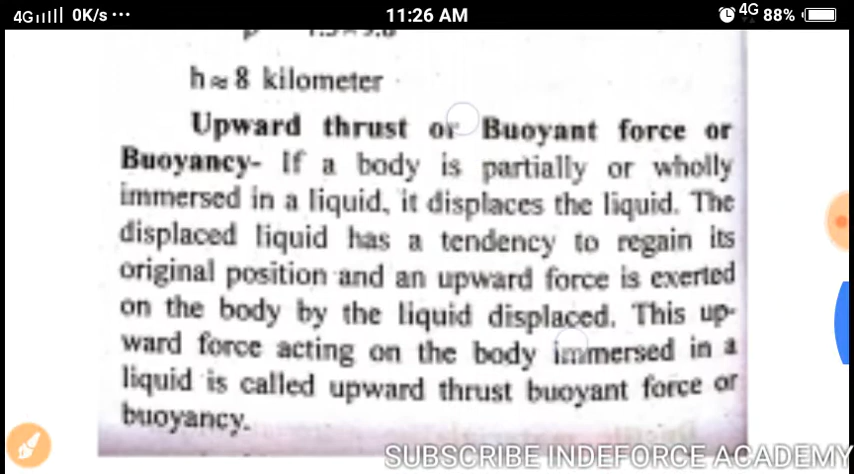 4G 0K/s ... 11:26 AM 4G 88%
h ≈ 8 kilometer
Upward thrust or Buoyant force or
Buoyancy- If a body is partially or wholly
immersed in a liquid, it displaces the liquid. The
displaced liquid has a tendency to regain its
original position and an upward force is exerted
on the body by the liquid displaced. This up-
ward force acting on the body immersed in a
liquid is called upward thrust buoyant force or
buoyancy.
SUBSCRIBE INDEFORCE ACADEMY